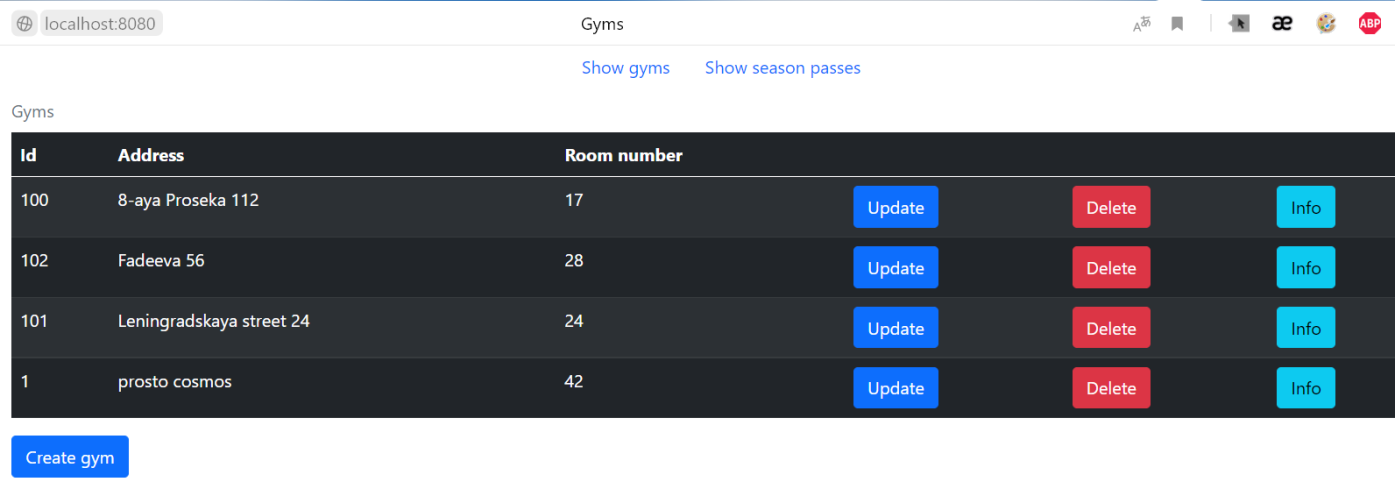 localhost:8080 Gyms Aあ æ ABP
Show gyms Show season passes
Gyms
Id Address Room number
100 8-aya Proseka 112 17 Update Delete Info
102 Fadeeva 56 28 Update Delete Info
101 Leningradskaya street 24 24 Update Delete Info
1 prosto cosmos 42 Update Delete Info
Create gym